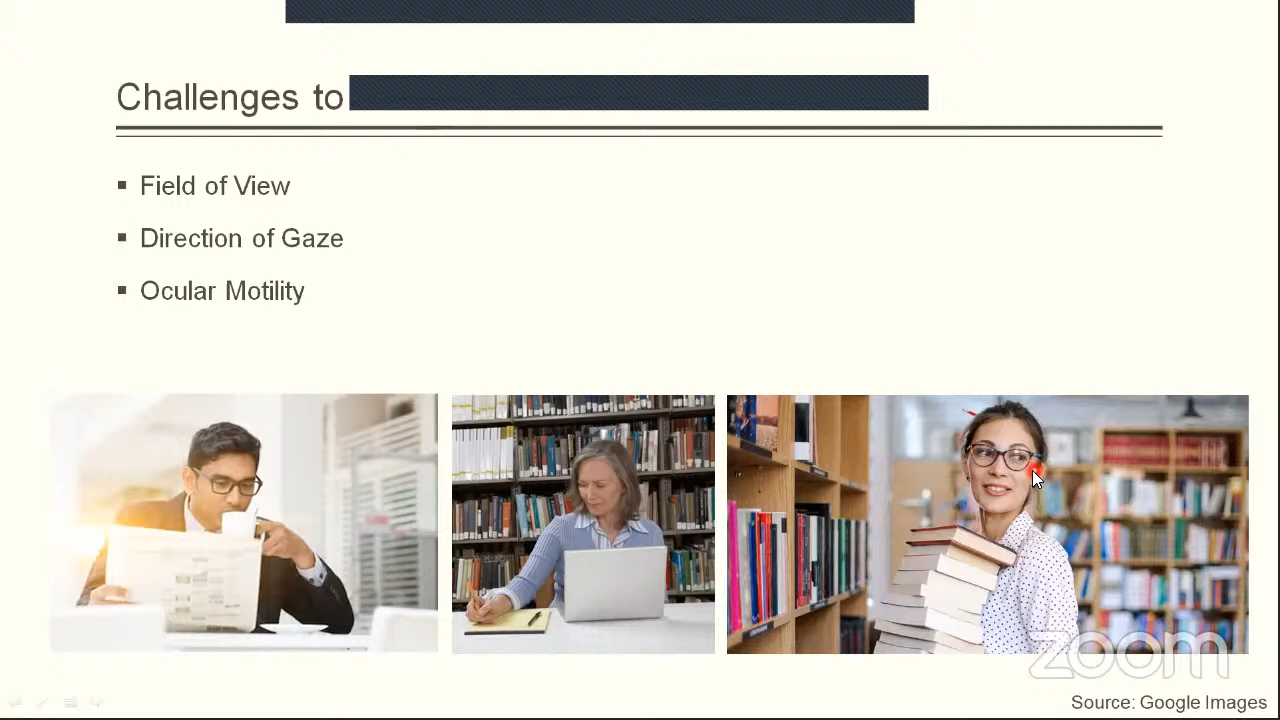 Challenges to
▪ Field of View
▪ Direction of Gaze
▪ Ocular Motility
zoom
Source: Google Images